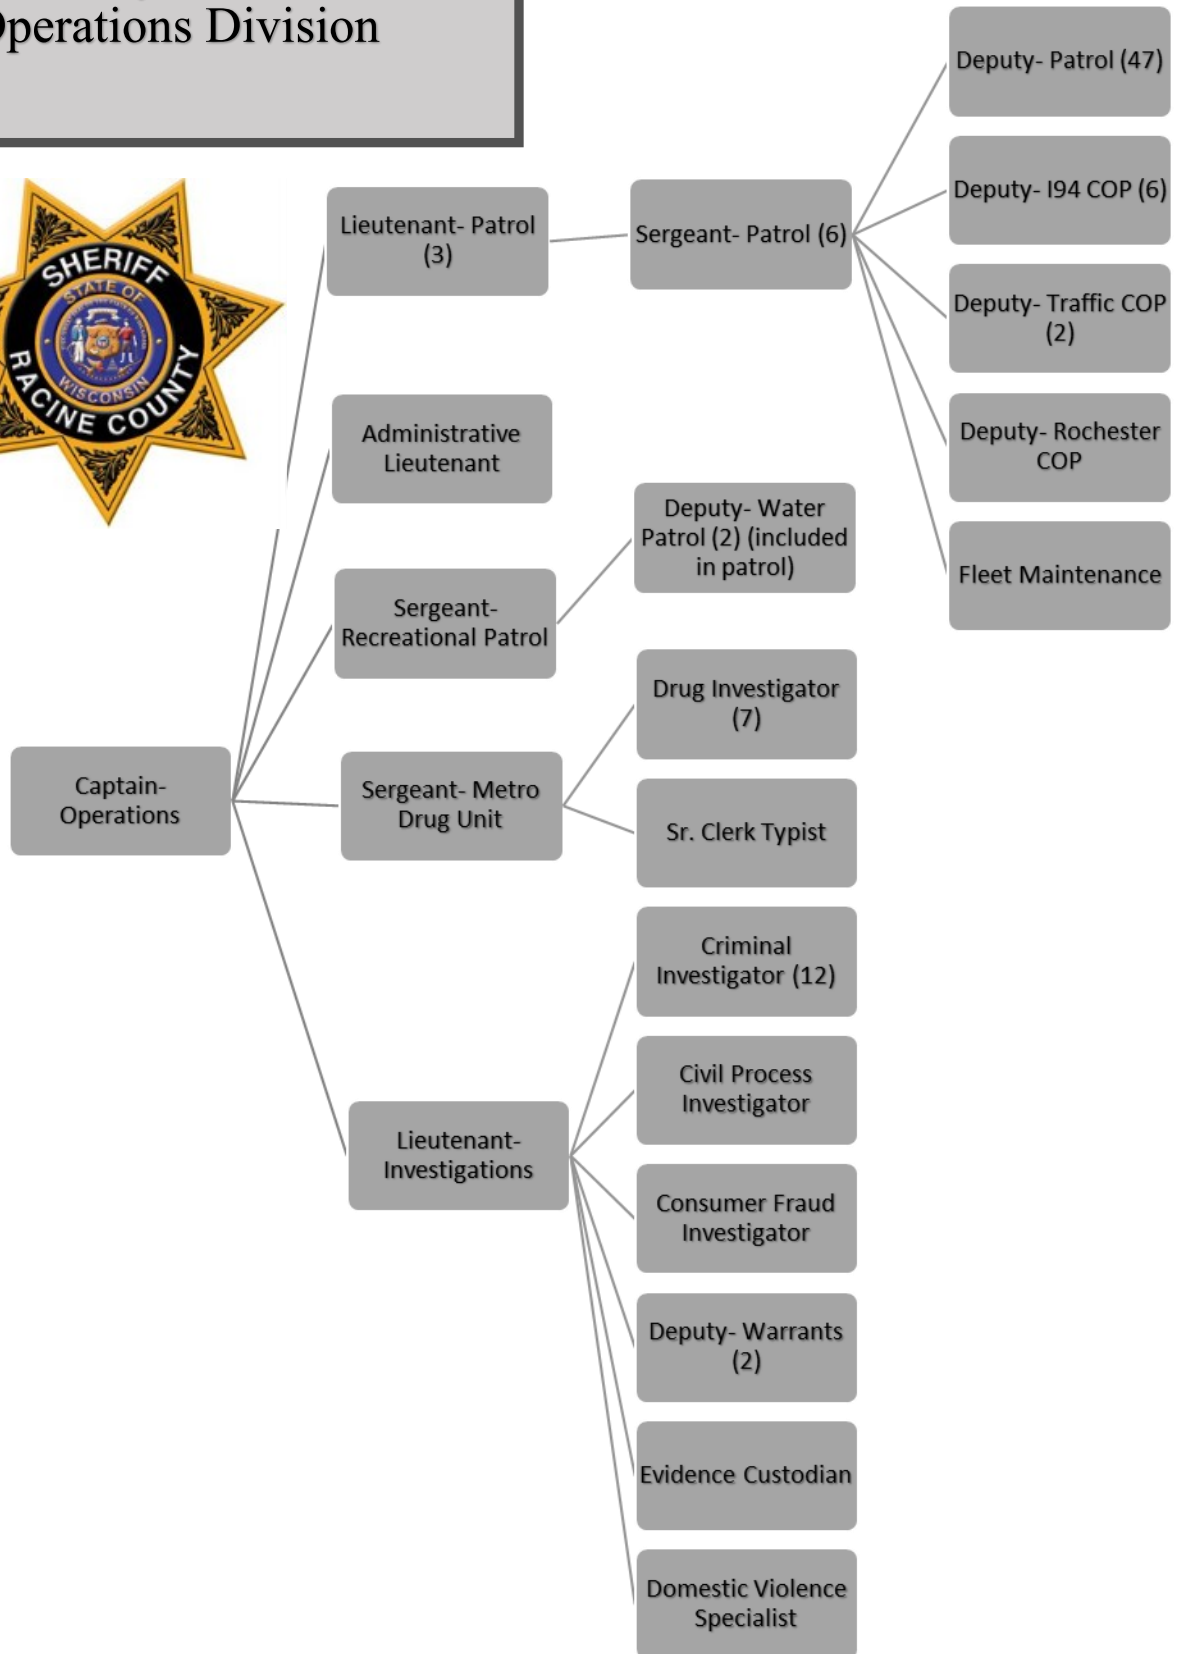 Operations Division
SHERIFF
STATE OF
WISCONSIN
RACINE COUNTY
Captain-
Operations
Lieutenant- Patrol
(3)
Sergeant- Patrol (6)
Deputy- Patrol (47)
Deputy- I94 COP (6)
Deputy- Traffic COP
(2)
Deputy- Rochester
COP
Fleet Maintenance
Administrative
Lieutenant
Sergeant-
Recreational Patrol
Deputy- Water
Patrol (2) (included
in patrol)
Sergeant- Metro
Drug Unit
Drug Investigator
(7)
Sr. Clerk Typist
Lieutenant-
Investigations
Criminal
Investigator (12)
Civil Process
Investigator
Consumer Fraud
Investigator
Deputy- Warrants
(2)
Evidence Custodian
Domestic Violence
Specialist